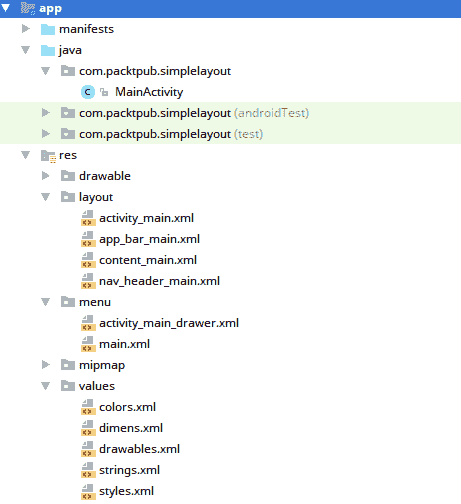 app
manifests
java
com.packtpub.simplelayout
C MainActivity
com.packtpub.simplelayout (androidTest)
com.packtpub.simplelayout (test)
res
drawable
layout
activity_main.xml
app_bar_main.xml
content_main.xml
nav_header_main.xml
menu
activity_main_drawer.xml
main.xml
mipmap
values
colors.xml
dimens.xml
drawables.xml
strings.xml
styles.xml